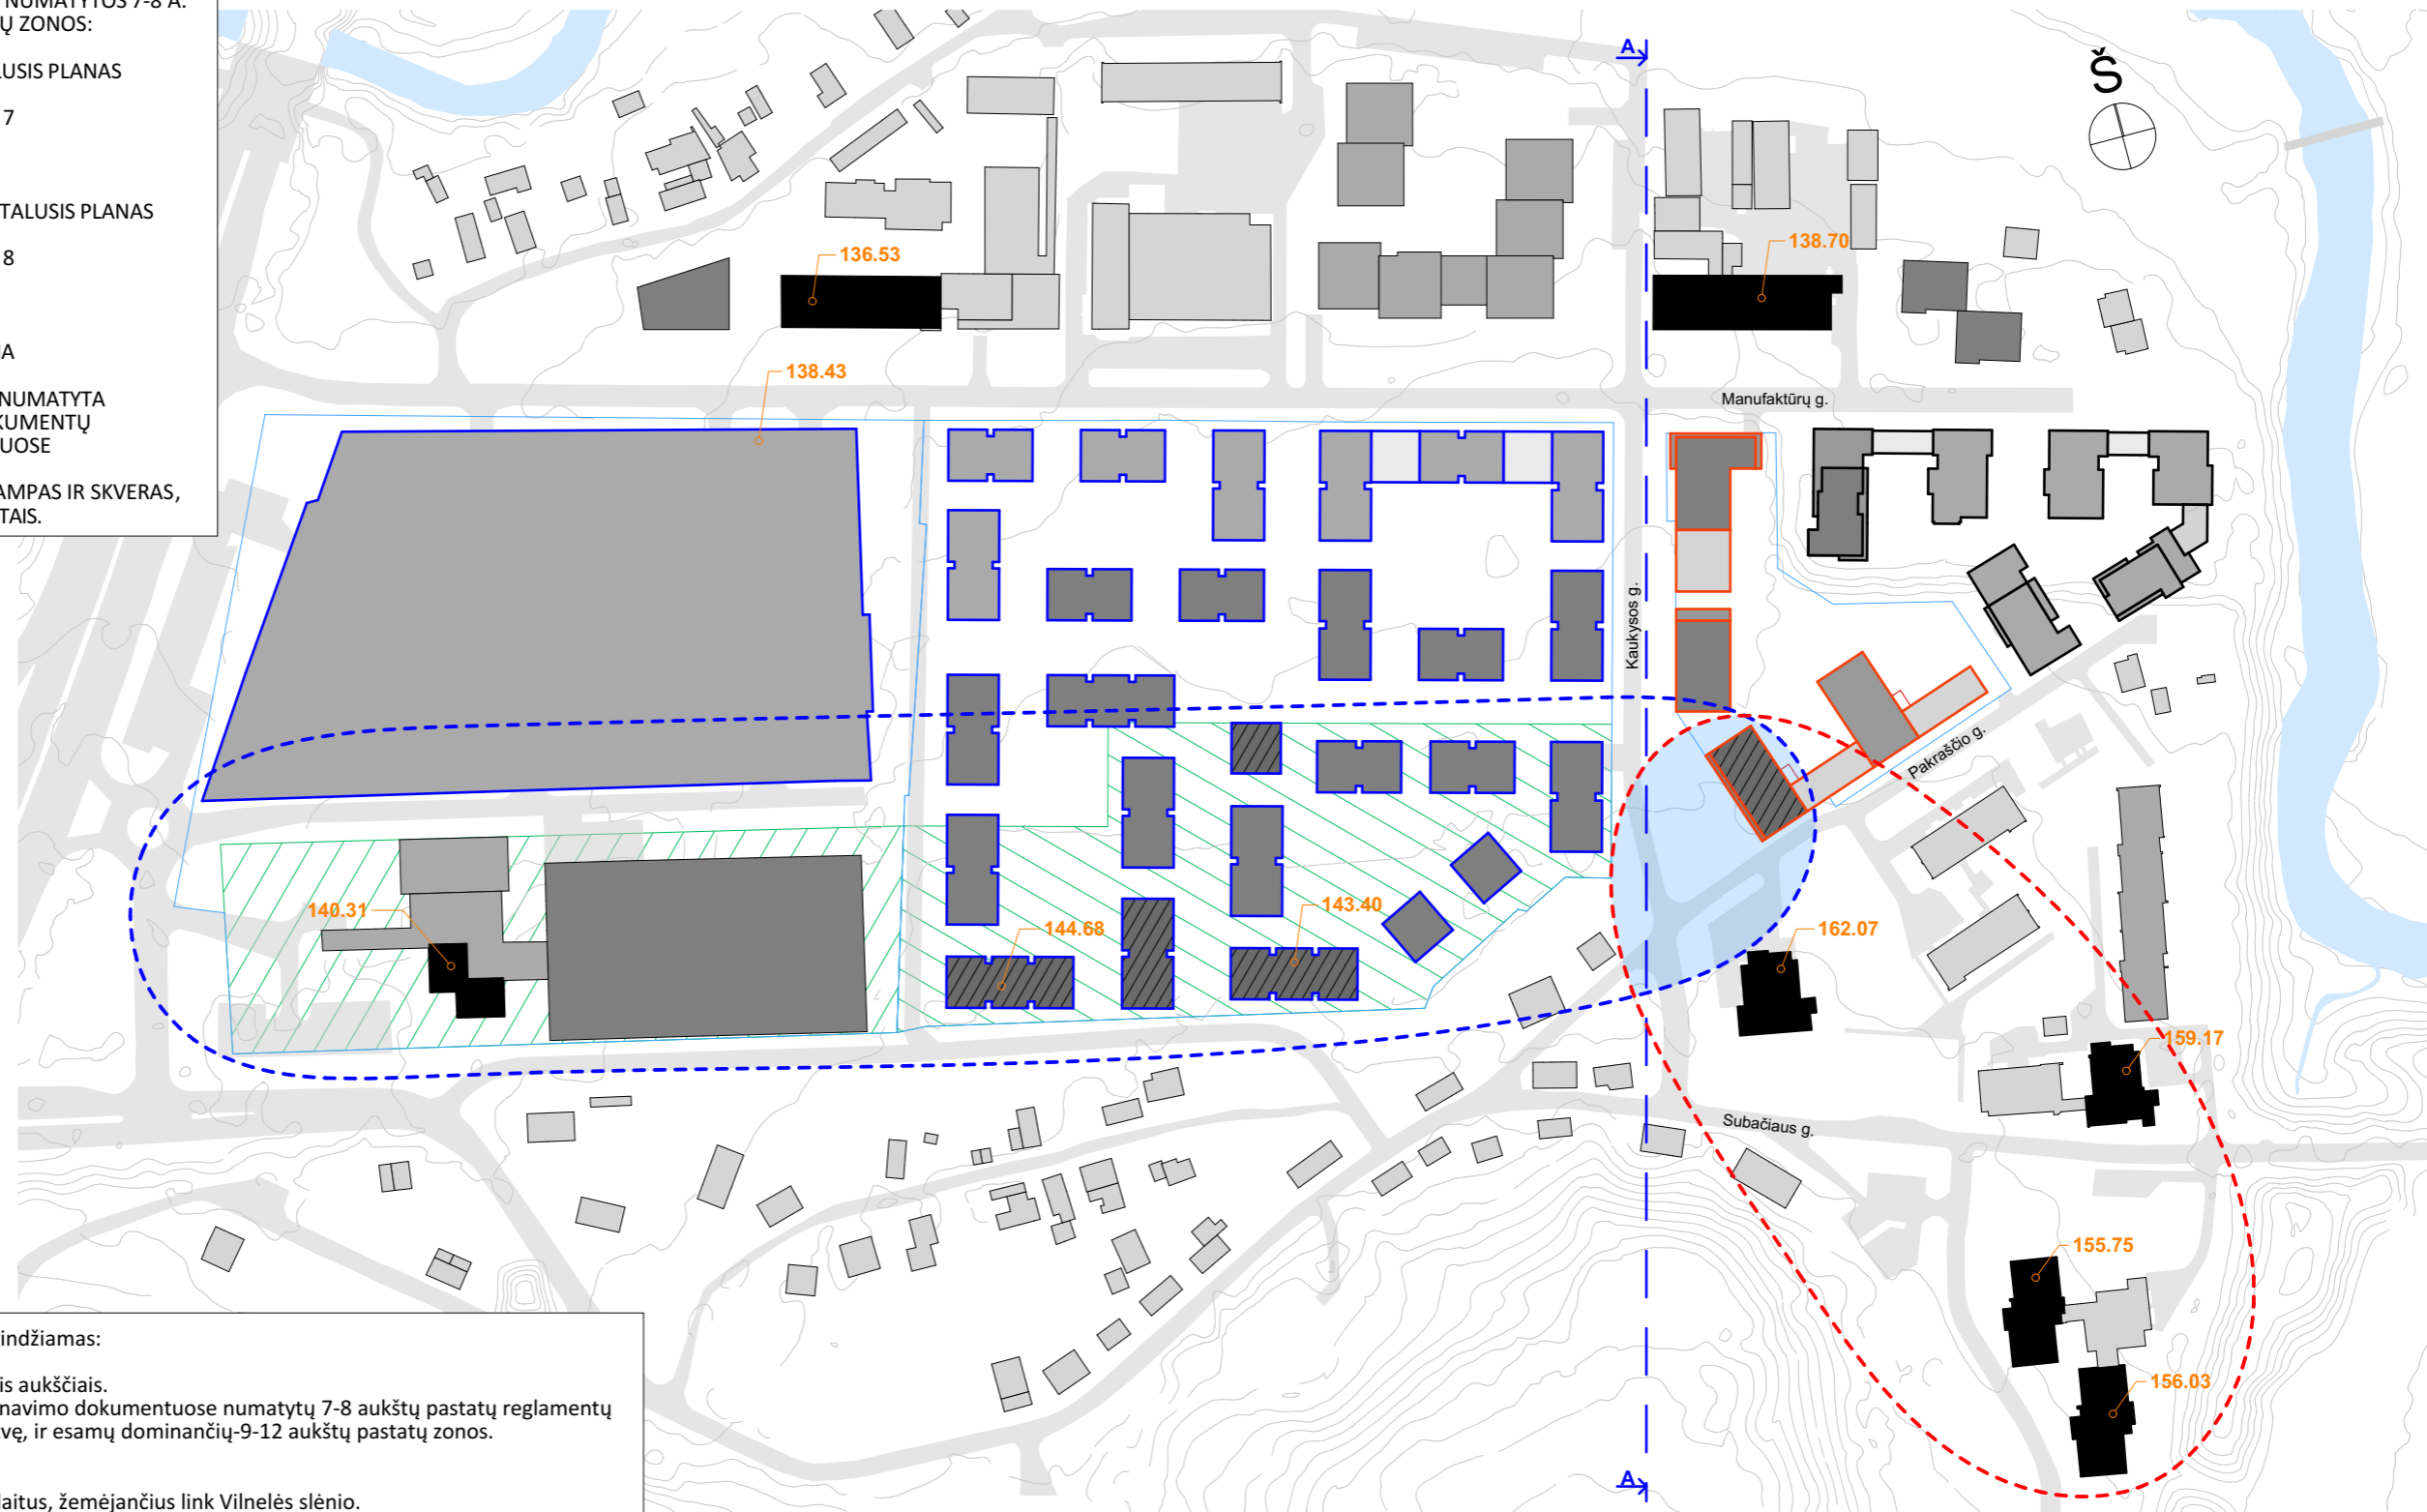 NUMATYTOS 7-8 A.
Ų ZONOS:
USIS PLANAS
7
TALUSIS PLANAS
8
NUMATYTA
KUMENTŲ
UOSE
AMPAS IR SKVERAS,
TAIS.
A
Š
136.53
138.70
138.43
Manufaktūrų g.
Kaukysos g.
Pakraščio g.
140.31
144.68
143.40
162.07
159.17
Subačiaus g.
155.75
156.03
indžiamas:
is aukščiais.
navimo dokumentuose numatytų 7-8 aukštų pastatų reglamentų
vę, ir esamų dominančių-9-12 aukštų pastatų zonos.
laitus, žemėjančius link Vilnelės slėnio.
A